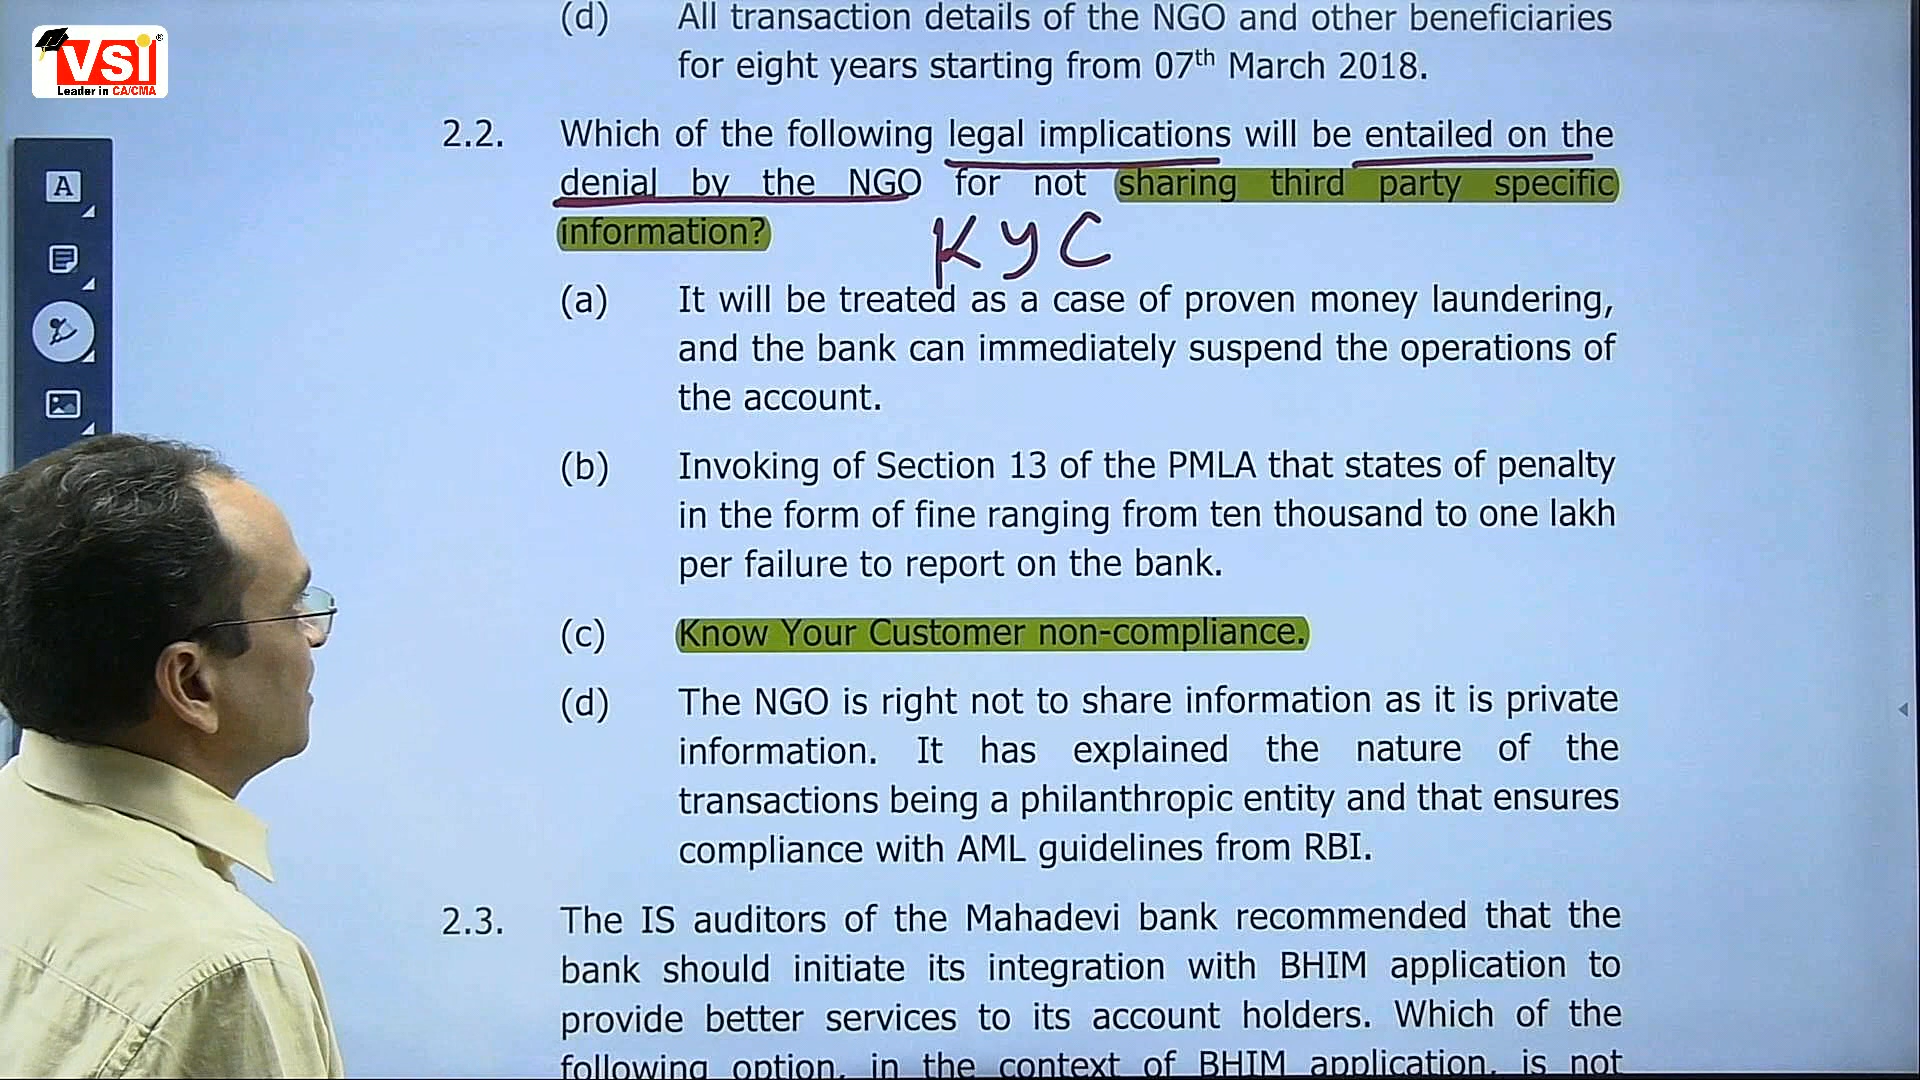 (d) All transaction details of the NGO and other beneficiaries
for eight years starting from 07th March 2018.
VSI®
Leader in CA/CMA
2.2. Which of the following legal implications will be entailed on the
denial by the NGO for not sharing third party specific
information?
KYC
(a) It will be treated as a case of proven money laundering,
and the bank can immediately suspend the operations of
the account.
(b) Invoking of Section 13 of the PMLA that states of penalty
in the form of fine ranging from ten thousand to one lakh
per failure to report on the bank.
(c) Know Your Customer non-compliance.
(d) The NGO is right not to share information as it is private
information. It has explained the nature of the
transactions being a philanthropic entity and that ensures
compliance with AML guidelines from RBI.
2.3. The IS auditors of the Mahadevi bank recommended that the
bank should initiate its integration with BHIM application to
provide better services to its account holders. Which of the
following option, in the context of BHIM application, is not
A